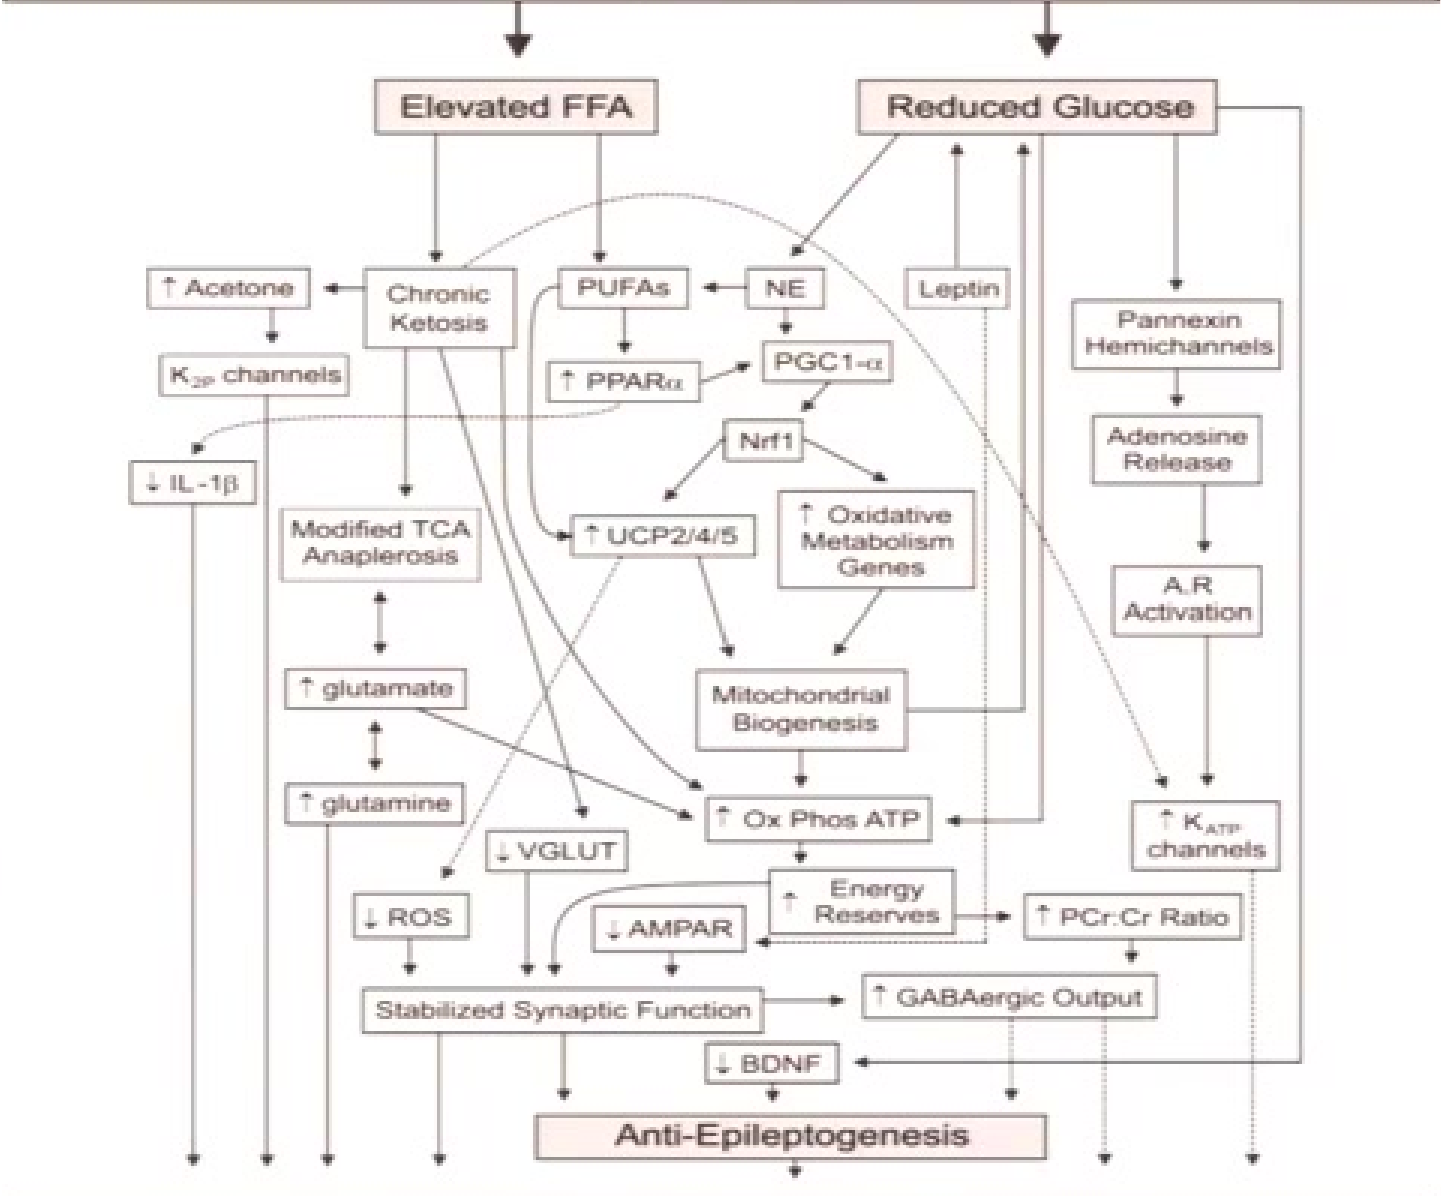 Elevated FFA
Reduced Glucose
↑ Acetone
Chronic
Ketosis
PUFAs
NE
Leptin
Pannexin
Hemichannels
K2P channels
↑ PPARα
PGC1-α
Nrf1
Adenosine
Release
↓ IL-1β
Modified TCA
Anaplerosis
↑ UCP2/4/5
↑ Oxidative
Metabolism
Genes
A.R
Activation
↑ glutamate
Mitochondrial
Biogenesis
↑ glutamine
↑ Ox Phos ATP
↑ KATP
channels
↓ VGLUT
↑ Energy
Reserves
↓ ROS
↓ AMPAR
↑ PCr:Cr Ratio
Stabilized Synaptic Function
↑ GABAergic Output
↓ BDNF
Anti-Epileptogenesis